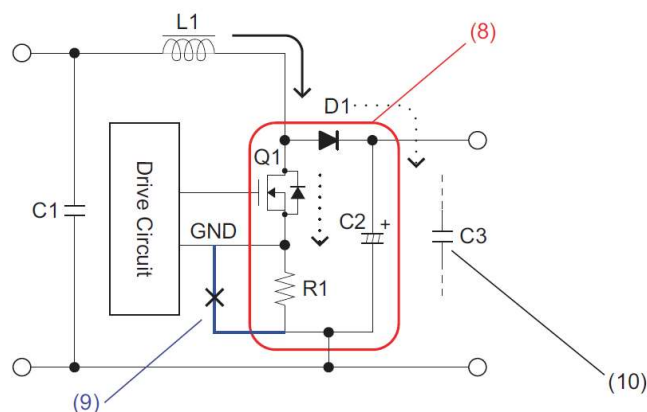 L1
(8)
D1
Q1
Drive Circuit
C1
GND
C2
+
C3
R1
(9)
(10)